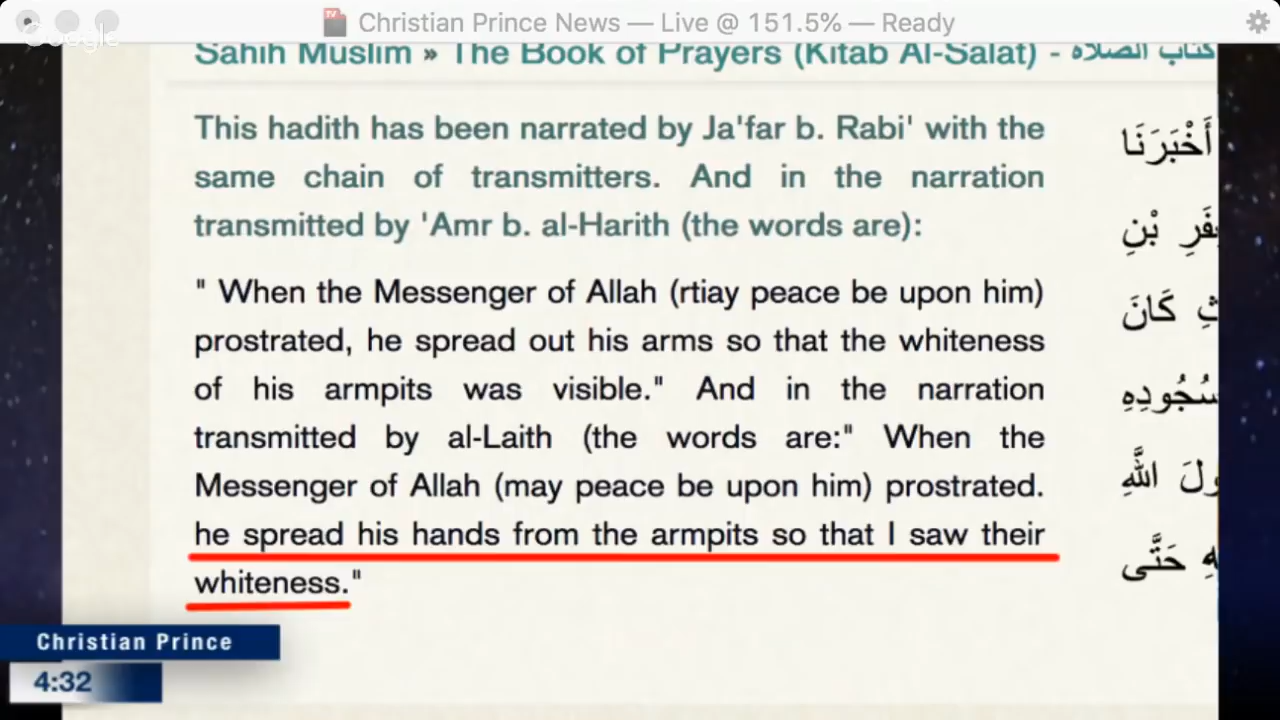 Christian Prince News — Live @ 151.5% — Ready
Google
Sahih Muslim » The Book of Prayers (Kitab Al-Salat) - كتاب الصلاة
This hadith has been narrated by Ja'far b. Rabi' with the
same chain of transmitters. And in the narration
transmitted by 'Amr b. al-Harith (the words are):
" When the Messenger of Allah (rtiay peace be upon him)
prostrated, he spread out his arms so that the whiteness
of his armpits was visible." And in the narration
transmitted by al-Laith (the words are:" When the
Messenger of Allah (may peace be upon him) prostrated.
he spread his hands from the armpits so that I saw their
whiteness."
أَخْبَرَنَا
بْنِ
كَانَ
سُجُودِهِ
اللَّهِ
حَتَّى
Christian Prince
4:32